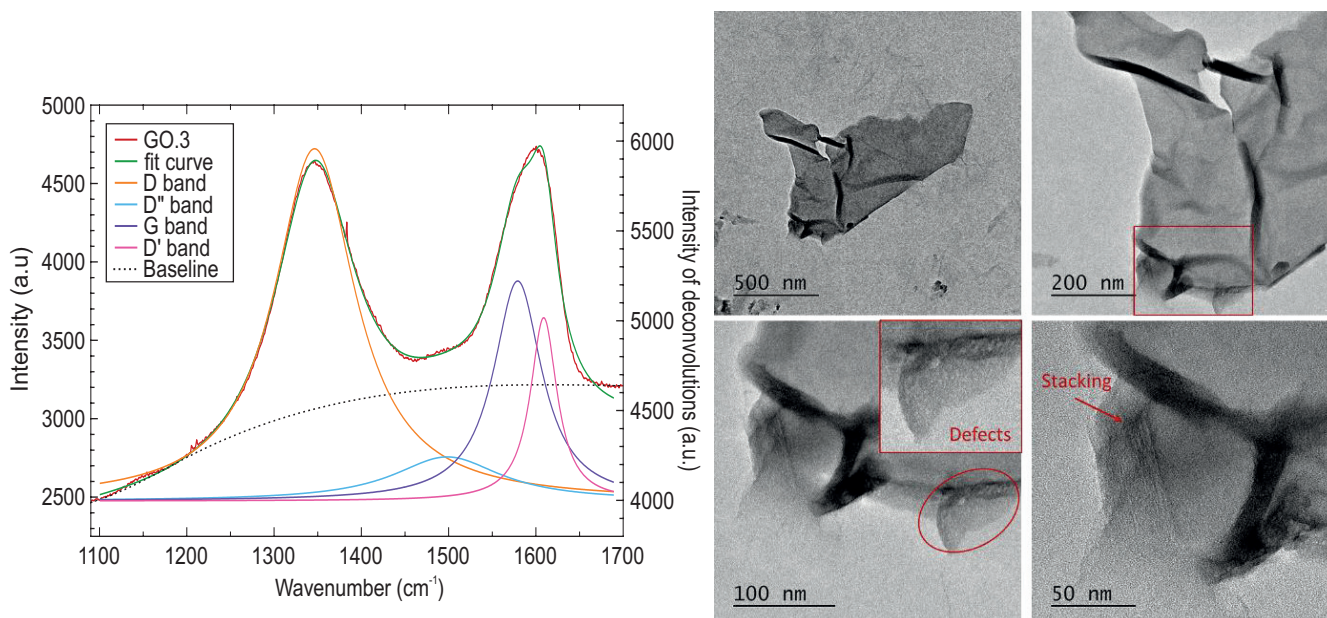 5000
4500
4000
3500
3000
2500
Intensity (a.u)
GO.3
fit curve
D band
D" band
G band
D' band
Baseline
6000
5500
5000
4500
4000
Intensity of
deconvolutions (a.u.)
1100 1200 1300 1400 1500 1600 1700
Wavenumber (cm-1)
500 nm
200 nm
Defects
100 nm
Stacking
50 nm